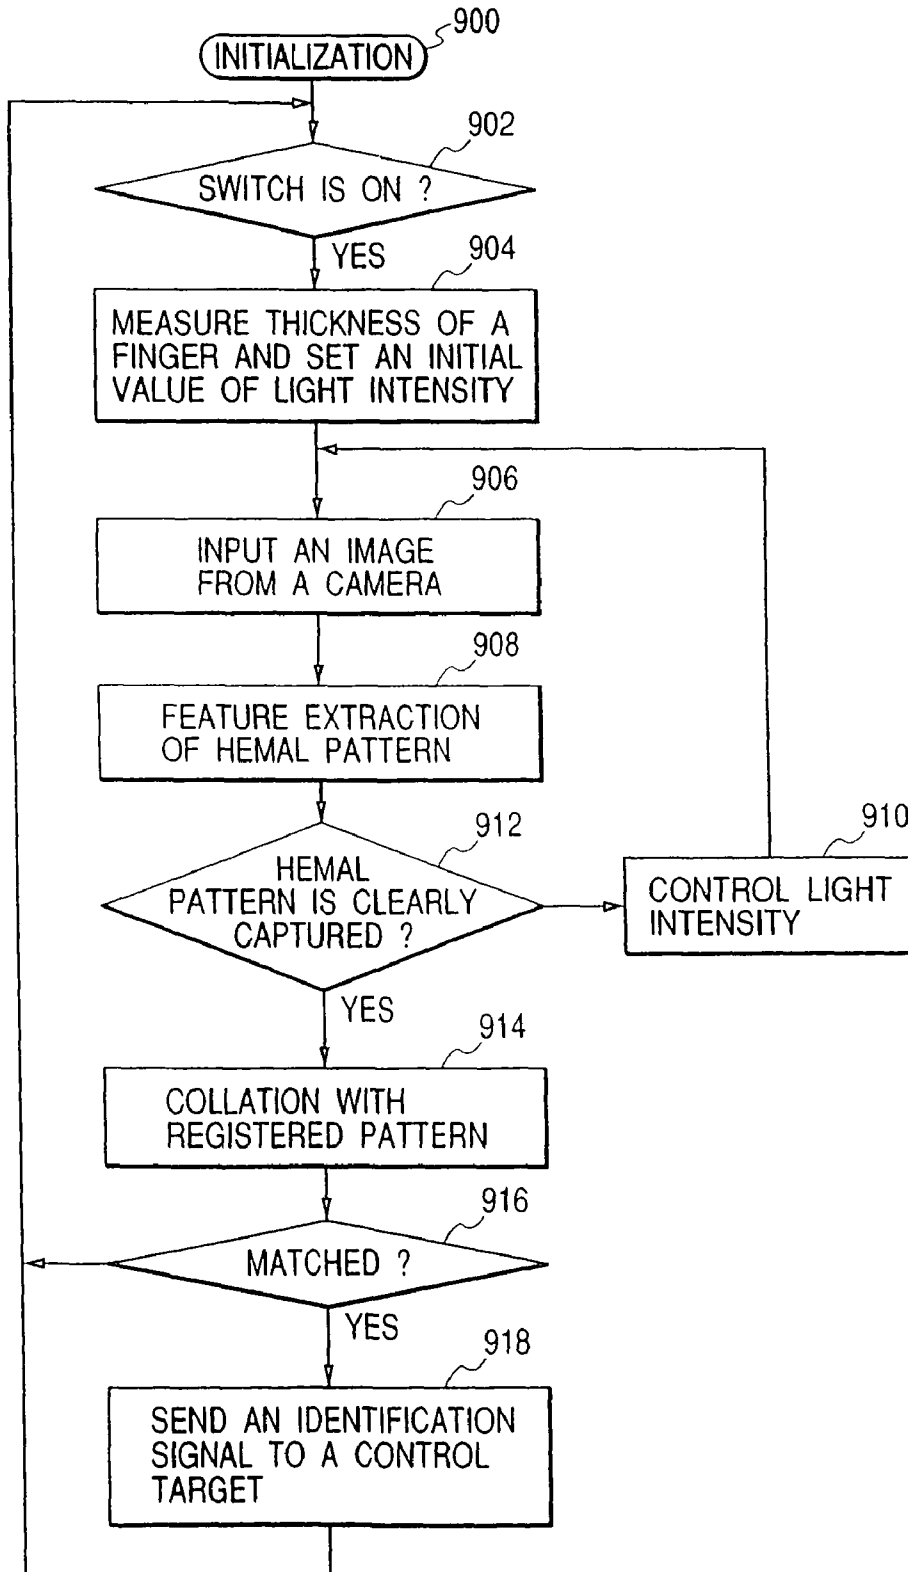 900
INITIALIZATION
902
SWITCH IS ON ?
YES
904
MEASURE THICKNESS OF A
FINGER AND SET AN INITIAL
VALUE OF LIGHT INTENSITY
906
INPUT AN IMAGE
FROM A CAMERA
908
FEATURE EXTRACTION
OF HEMAL PATTERN
912
HEMAL
PATTERN IS CLEARLY
CAPTURED ?
910
CONTROL LIGHT
INTENSITY
YES
914
COLLATION WITH
REGISTERED PATTERN
916
MATCHED ?
YES
918
SEND AN IDENTIFICATION
SIGNAL TO A CONTROL
TARGET